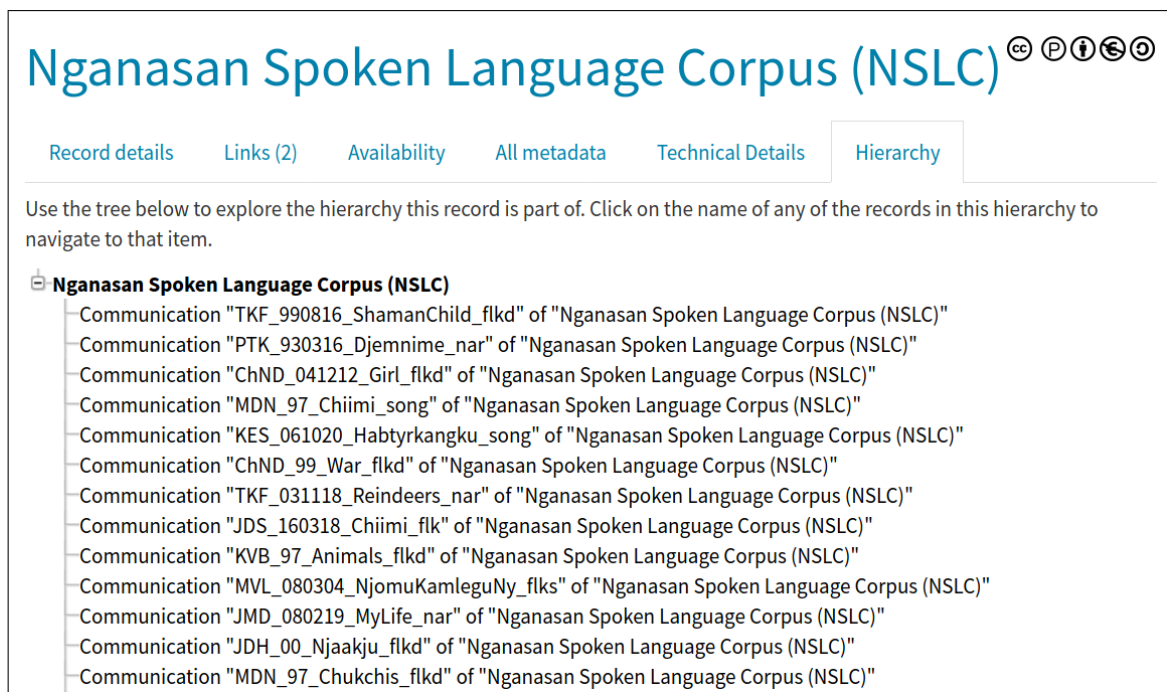 Nganasan Spoken Language Corpus (NSLC)
Record details Links (2) Availability All metadata Technical Details Hierarchy
Use the tree below to explore the hierarchy this record is part of. Click on the name of any of the records in this hierarchy to
navigate to that item.
Nganasan Spoken Language Corpus (NSLC)
Communication "TKF_990816_ShamanChild_flkd" of "Nganasan Spoken Language Corpus (NSLC)"
Communication "PTK_930316_Djemnime_nar" of "Nganasan Spoken Language Corpus (NSLC)"
Communication "ChND_041212_Girl_flkd" of "Nganasan Spoken Language Corpus (NSLC)"
Communication "MDN_97_Chiimi_song" of "Nganasan Spoken Language Corpus (NSLC)"
Communication "KES_061020_Habtyrkangku_song" of "Nganasan Spoken Language Corpus (NSLC)"
Communication "ChND_99_War_flkd" of "Nganasan Spoken Language Corpus (NSLC)"
Communication "TKF_031118_Reindeers_nar" of "Nganasan Spoken Language Corpus (NSLC)"
Communication "JDS_160318_Chiimi_flk" of "Nganasan Spoken Language Corpus (NSLC)"
Communication "KVB_97_Animals_flkd" of "Nganasan Spoken Language Corpus (NSLC)"
Communication "MVL_080304_NjomuKamleguNy_flks" of "Nganasan Spoken Language Corpus (NSLC)"
Communication "JMD_080219_MyLife_nar" of "Nganasan Spoken Language Corpus (NSLC)"
Communication "JDH_00_Njaakju_flkd" of "Nganasan Spoken Language Corpus (NSLC)"
Communication "MDN_97_Chukchis_flkd" of "Nganasan Spoken Language Corpus (NSLC)"